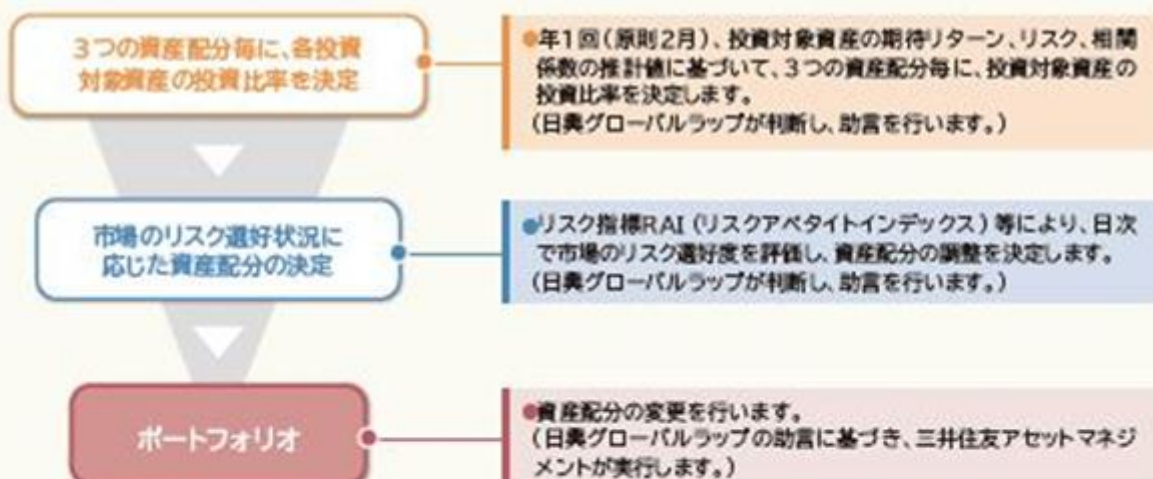 3つの資産配分毎に、各投資
対象資産の投資比率を決定
●年1回(原則2月)、投資対象資産の期待リターン、リスク、相関
係数の推計値に基づいて、3つの資産配分毎に、投資対象資産の
投資比率を決定します。
(日興グローバルラップが判断し、助言を行います。)
市場のリスク選好状況に
応じた資産配分の決定
●リスク指標RAI(リスクアペタイトインデックス)等により、日次
で市場のリスク選好度を評価し、資産配分の調整を決定します。
(日興グローバルラップが判断し、助言を行います。)
ポートフォリオ
●資産配分の変更を行います。
(日興グローバルラップの助言に基づき、三井住友アセットマネジ
メントが実行します。)